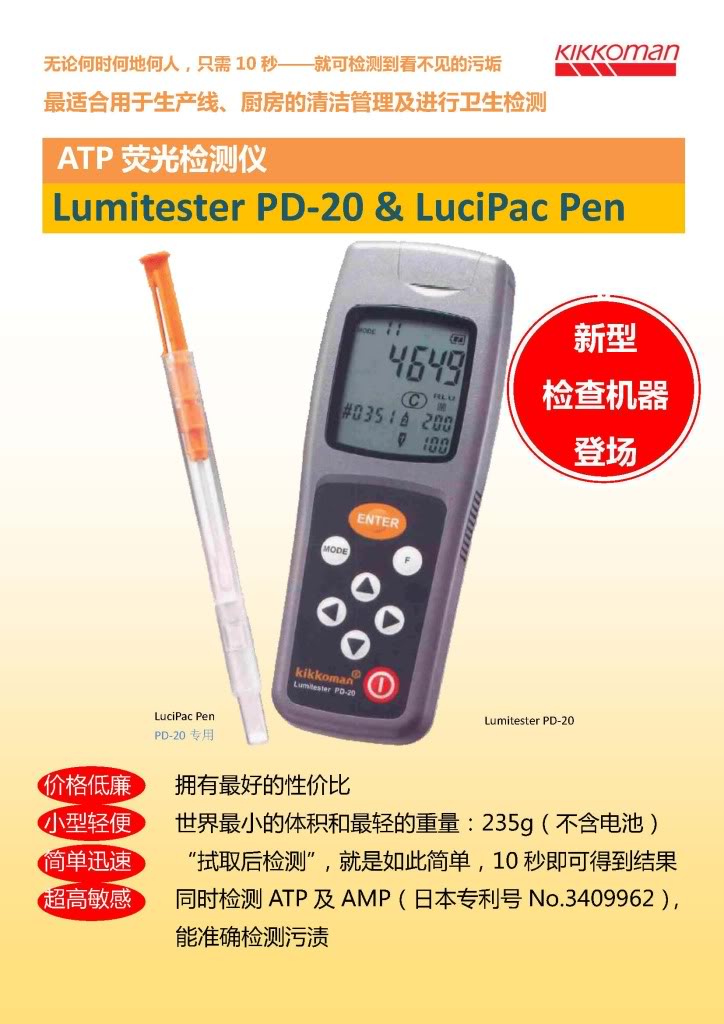 无论何时何地何人，只需 10 秒——就可检测到看不见的污垢
KIKKOMAN
最适合用于生产线、厨房的清洁管理及进行卫生检测
ATP 荧光检测仪
Lumitester PD-20 & LuciPac Pen
MODE 11
4649
RLU
C
#0351 200
100
新型
检查机器
登场
ENTER
MODE
F
kikkoman®
Lumitester PD-20
LuciPac Pen
PD-20 专用
Lumitester PD-20
价格低廉 拥有最好的性价比
小型轻便 世界最小的体积和最轻的重量：235g（不含电池）
简单迅速 “拭取后检测”，就是如此简单，10 秒即可得到结果
超高敏感 同时检测 ATP 及 AMP（日本专利号 No.3409962），
能准确检测污渍